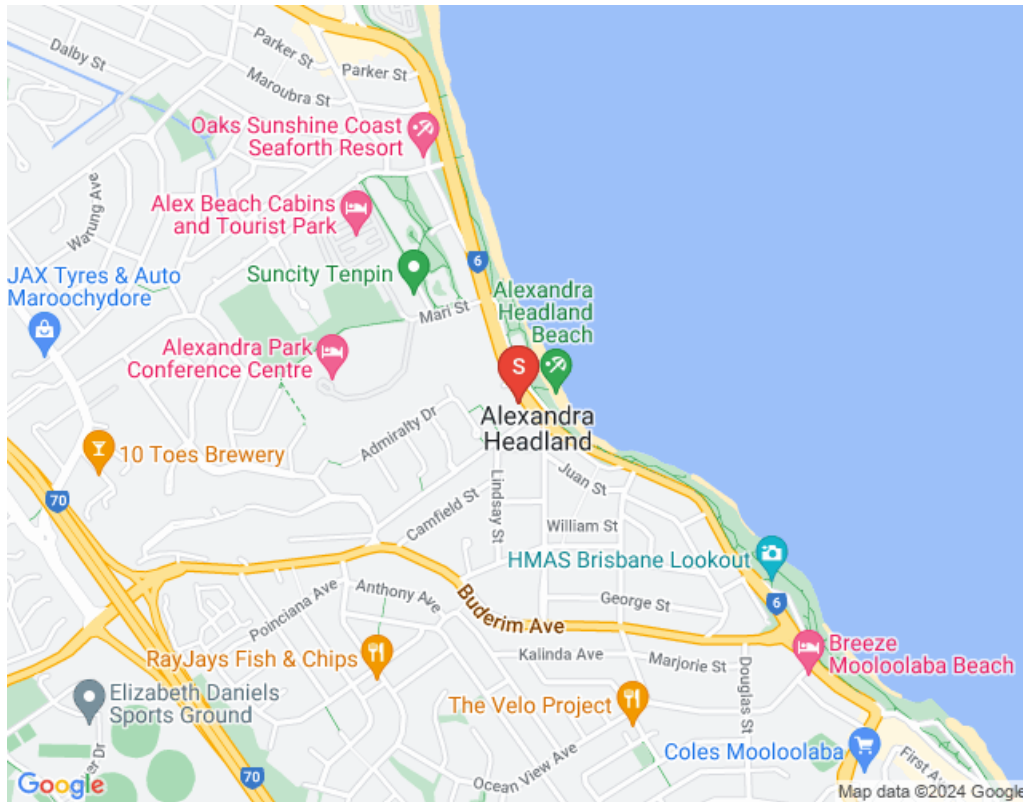 Parker St
Dalby St
Parker St
Maroubra St
Oaks Sunshine Coast
Seaforth Resort
Warung Ave
Alex Beach Cabins
and Tourist Park
6
Suncity Tenpin
JAX Tyres & Auto
Maroochydore
Alexandra
Headland
Beach
Mari St
Alexandra Park
Conference Centre
S
Alexandra
Headland
Admiralty Dr
10 Toes Brewery
70
Juan St
Lindsay St
Camfield St
William St
HMAS Brisbane Lookout
Poinciana Ave
Anthony Ave
Buderim Ave
George St
6
Kalinda Ave
Marjorie St
Douglas St
Breeze
Mooloolaba Beach
RayJays Fish & Chips
Elizabeth Daniels
Sports Ground
The Velo Project
Coles Mooloolaba
First Av
Ocean View Ave
er Dr
70
Google
Map data ©2024 Google